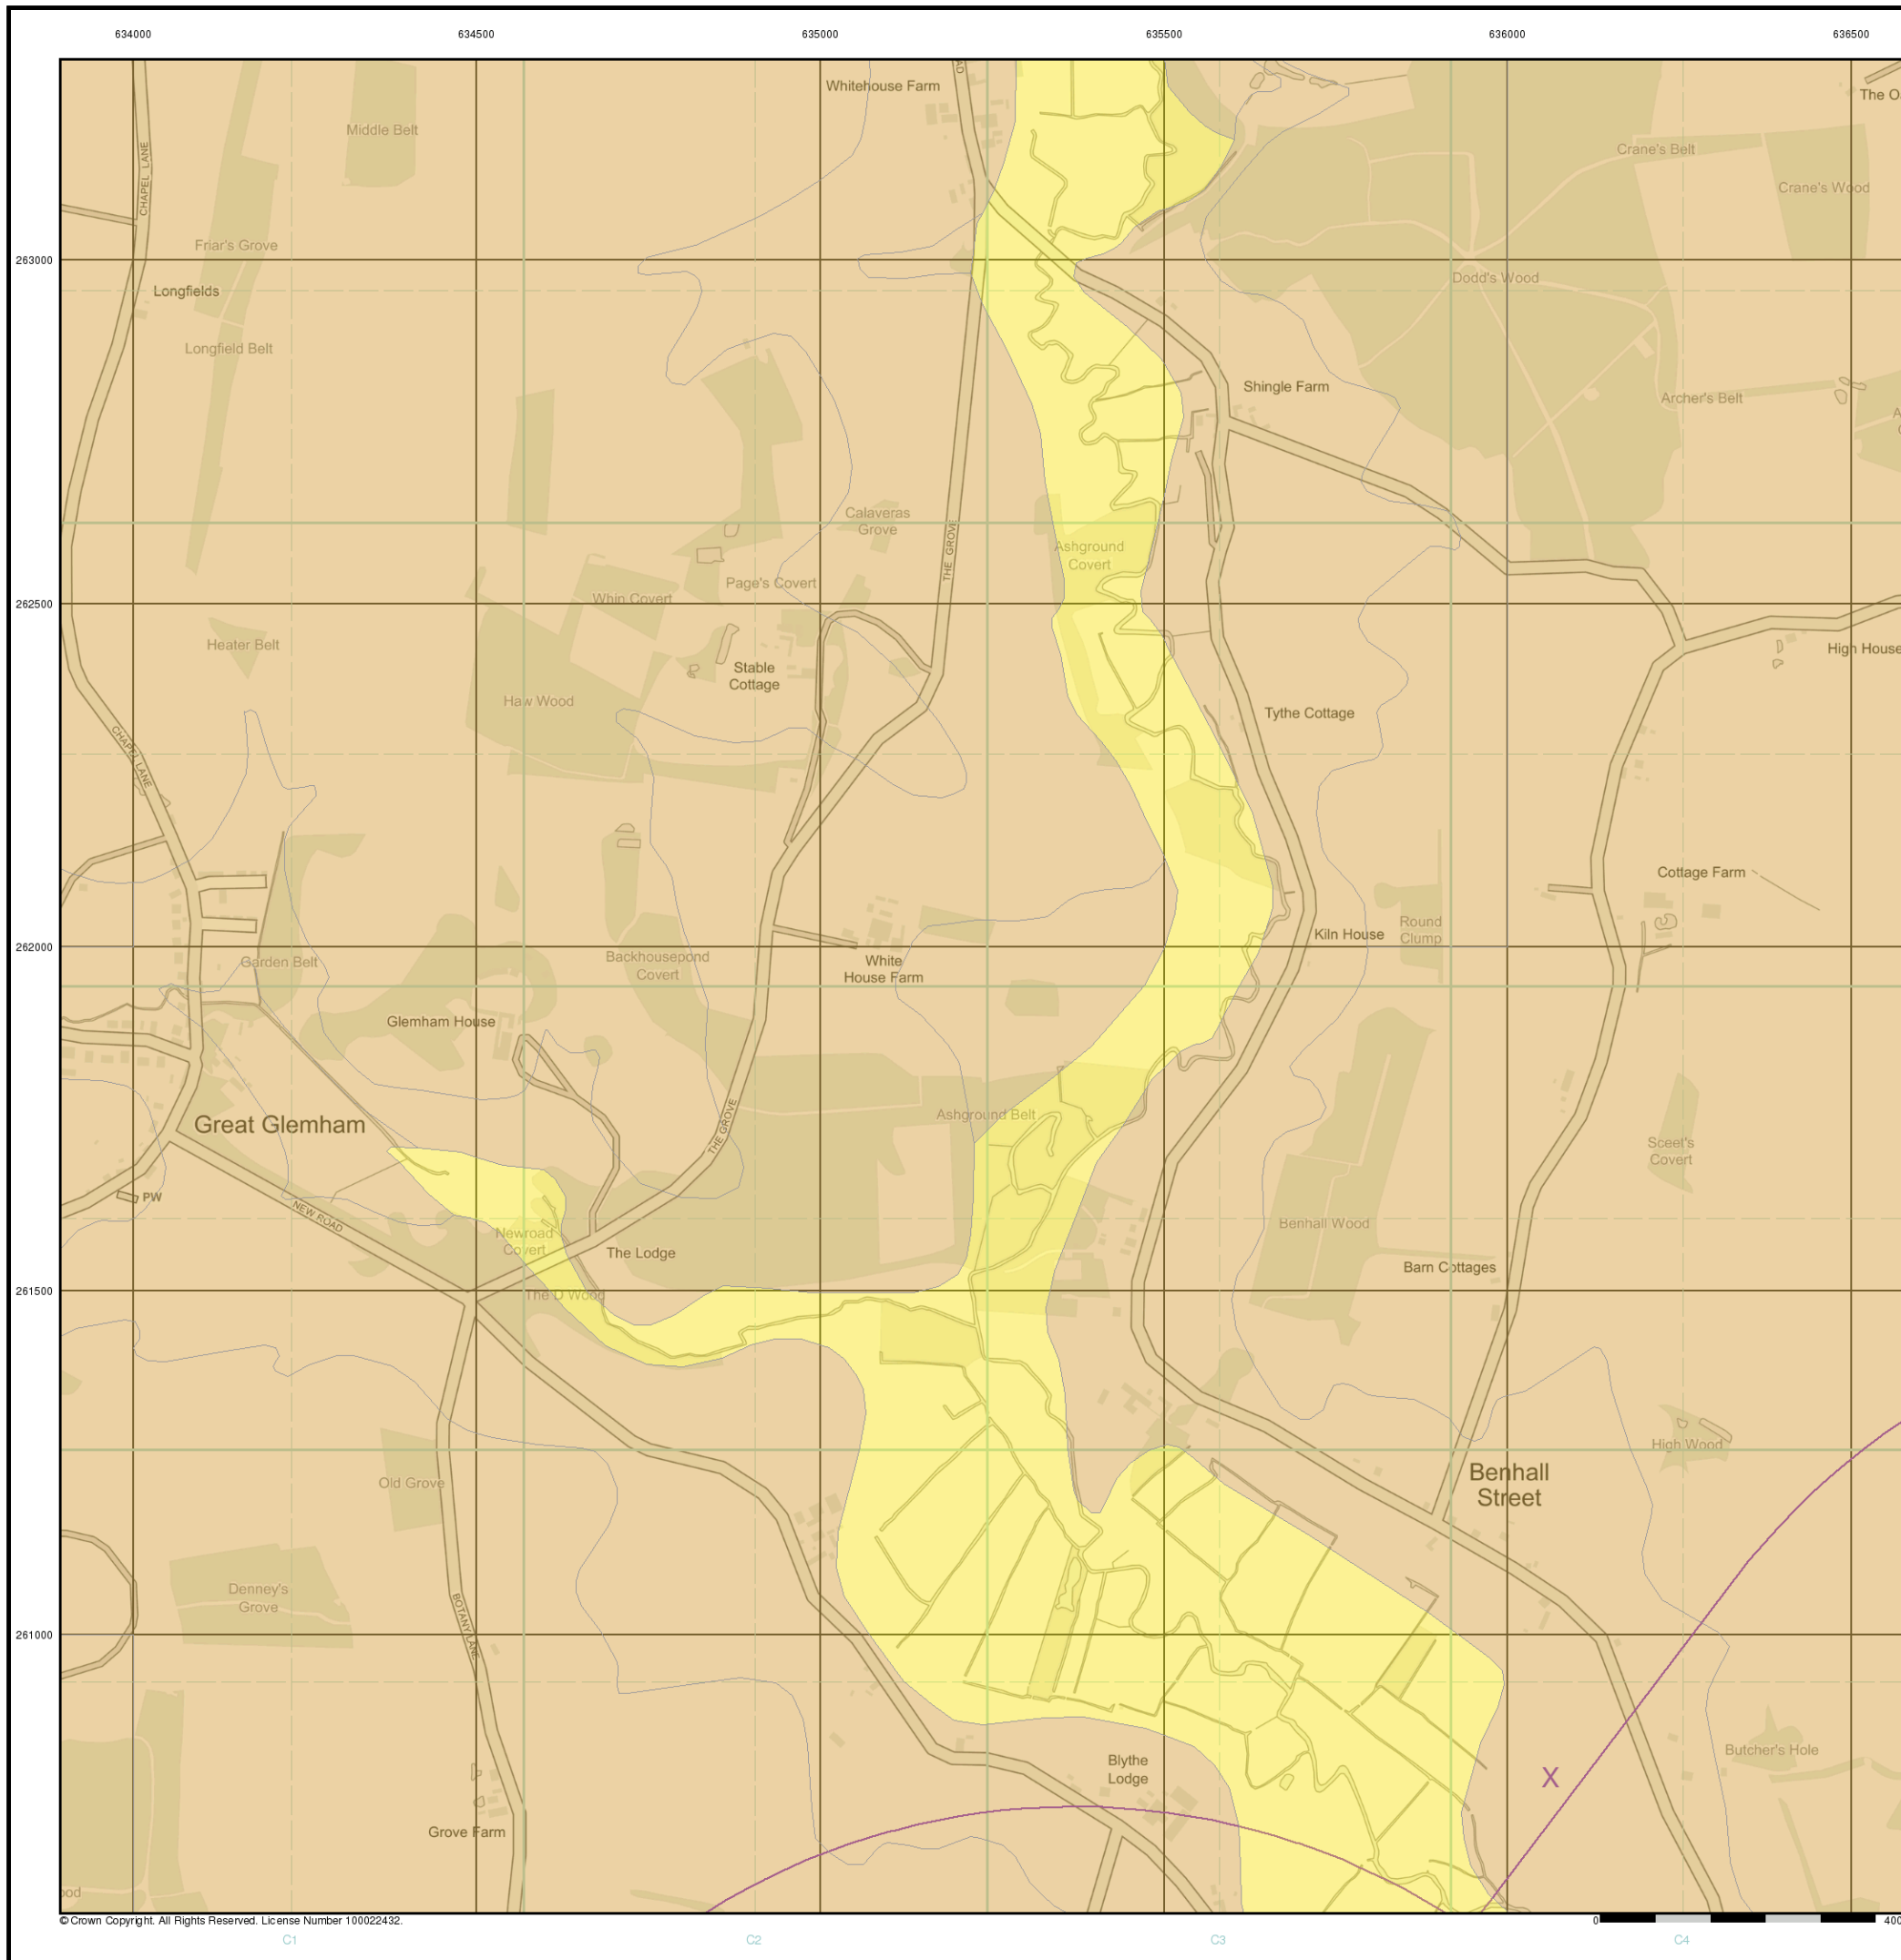 634000
634500
635000
635500
636000
636500
Whitehouse Farm
The O
Middle Belt
CHAPEL LANE
Crane's Belt
Crane's Wood
Friar's Grove
263000
Dodd's Wood
Longfields
Longfield Belt
Shingle Farm
Archer's Belt
Calaveras
Grove
THE GROVE
Ashground
Covert
Page's Covert
Whin Covert
262500
Heater Belt
High House
Stable
Cottage
Haw Wood
Tythe Cottage
CHAPEL LANE
Cottage Farm
Round
Clump
Kiln House
262000
Garden Belt
Backhousepond
Covert
White
House Farm
Glemham House
Great Glemham
THE GROVE
Ashground Belt
Sceet's
Covert
PW
NEW ROAD
Newroad
Covert
Benhall Wood
The Lodge
Barn Cottages
261500
The D Wood
High Wood
Old Grove
Benhall
Street
Denney's
Grove
BOTANY LANE
261000
Butcher's Hole
Blythe
Lodge
X
Grove Farm
ood
© Crown Copyright. All Rights Reserved. License Number 100022432.
0
400
C1
C2
C3
C4